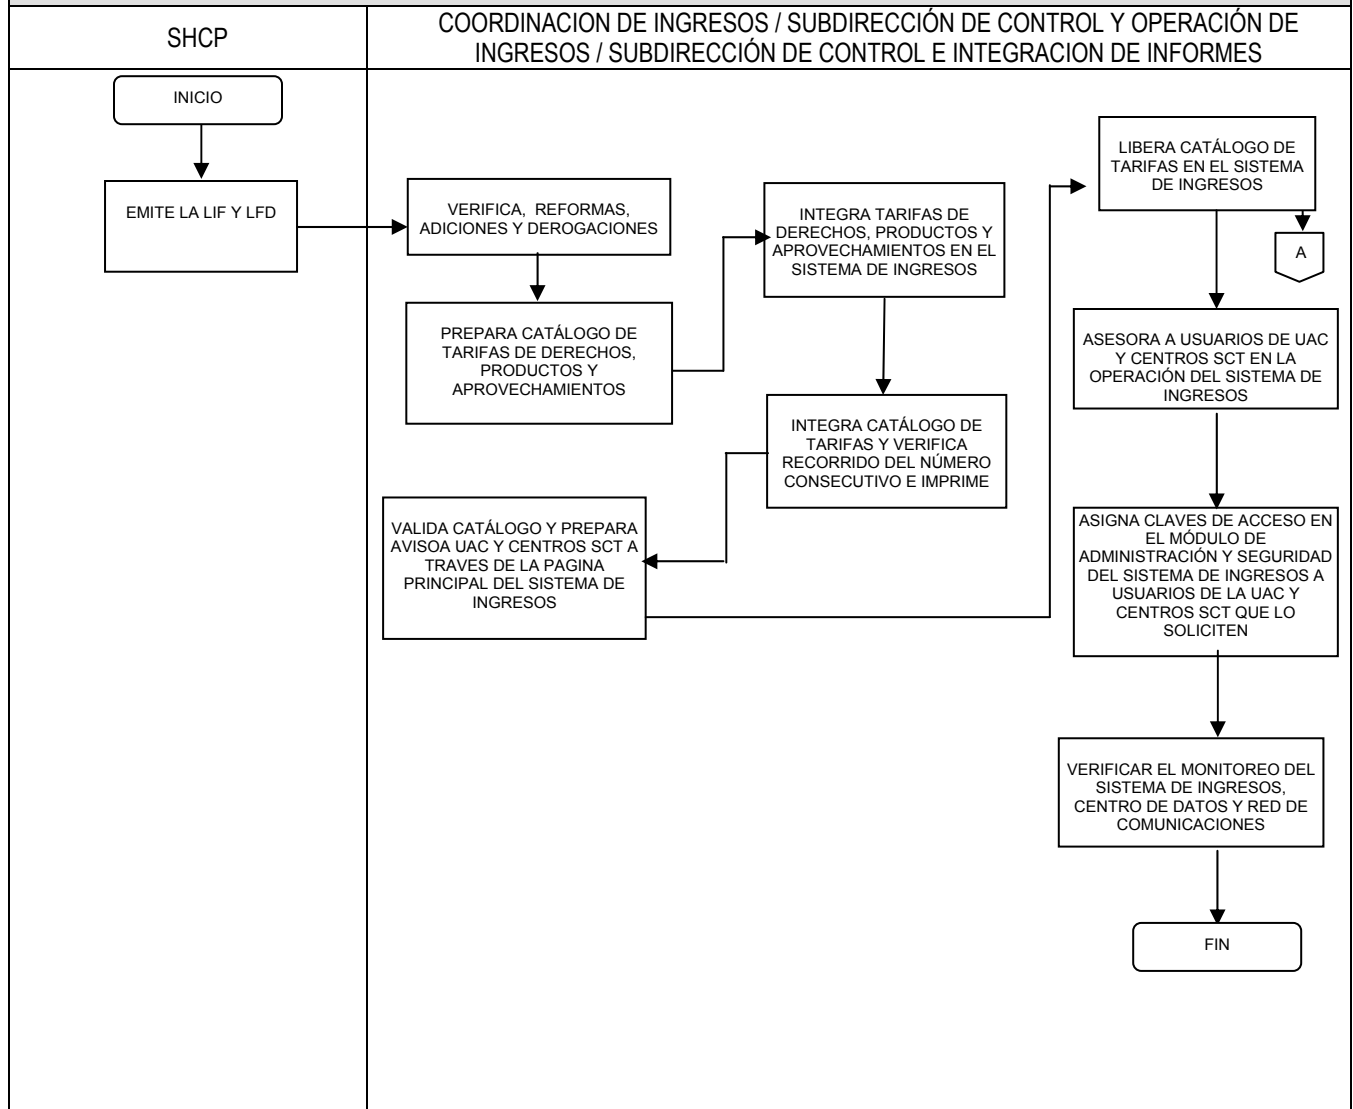 SHCP
COORDINACION DE INGRESOS / SUBDIRECCIÓN DE CONTROL Y OPERACIÓN DE
INGRESOS / SUBDIRECCIÓN DE CONTROL E INTEGRACION DE INFORMES
INICIO
EMITE LA LIF Y LFD
VERIFICA, REFORMAS,
ADICIONES Y DEROGACIONES
PREPARA CATÁLOGO DE
TARIFAS DE DERECHOS,
PRODUCTOS Y
APROVECHAMIENTOS
INTEGRA TARIFAS DE
DERECHOS, PRODUCTOS Y
APROVECHAMIENTOS EN EL
SISTEMA DE INGRESOS
INTEGRA CATÁLOGO DE
TARIFAS Y VERIFICA
RECORRIDO DEL NÚMERO
CONSECUTIVO E IMPRIME
VALIDA CATÁLOGO Y PREPARA
AVISOA UAC Y CENTROS SCT A
TRAVES DE LA PAGINA
PRINCIPAL DEL SISTEMA DE
INGRESOS
LIBERA CATÁLOGO DE
TARIFAS EN EL SISTEMA
DE INGRESOS
A
ASESORA A USUARIOS DE UAC
Y CENTROS SCT EN LA
OPERACIÓN DEL SISTEMA DE
INGRESOS
ASIGNA CLAVES DE ACCESO EN
EL MÓDULO DE
ADMINISTRACIÓN Y SEGURIDAD
DEL SISTEMA DE INGRESOS A
USUARIOS DE LA UAC Y
CENTROS SCT QUE LO
SOLICITEN
VERIFICAR EL MONITOREO DEL
SISTEMA DE INGRESOS,
CENTRO DE DATOS Y RED DE
COMUNICACIONES
FIN